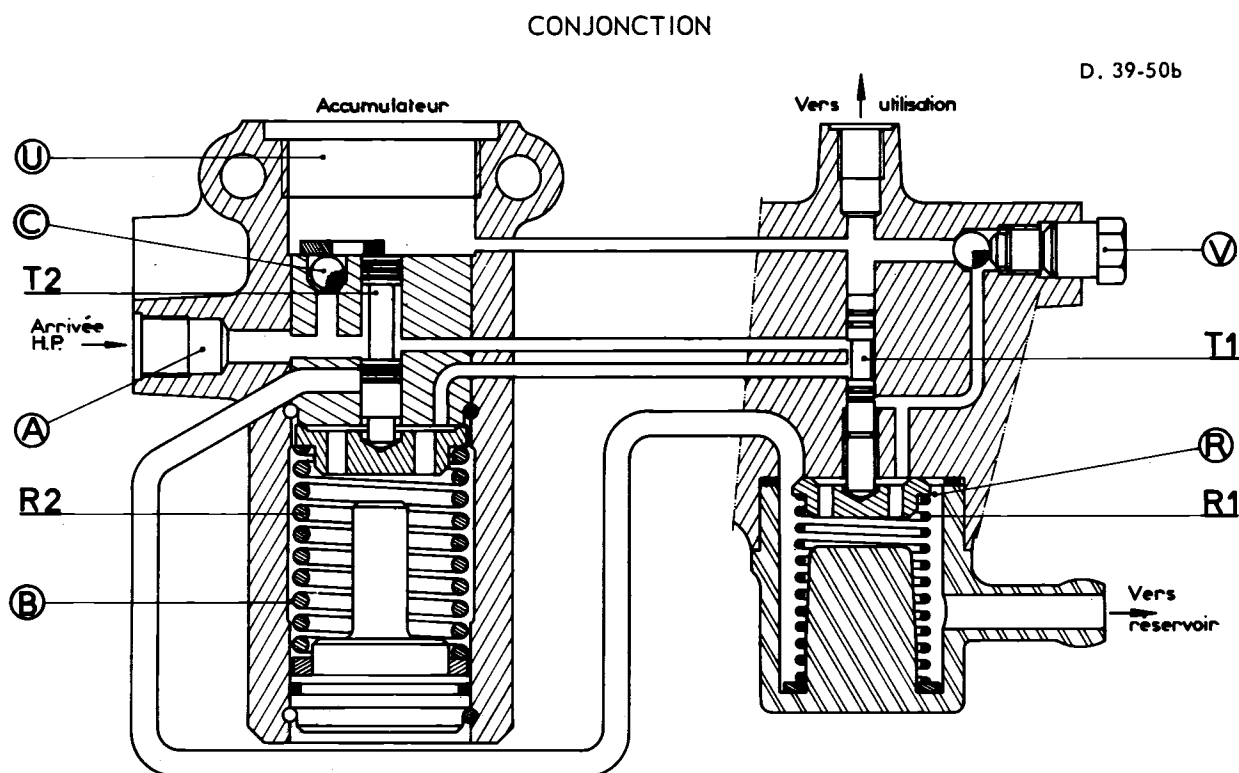 CONJONCTION
D. 39-50b
Accumulateur
Vers utilisation
U
C
T2
Arrivée
H.P.
A
R2
B
V
T1
R
R1
Vers
reservoir